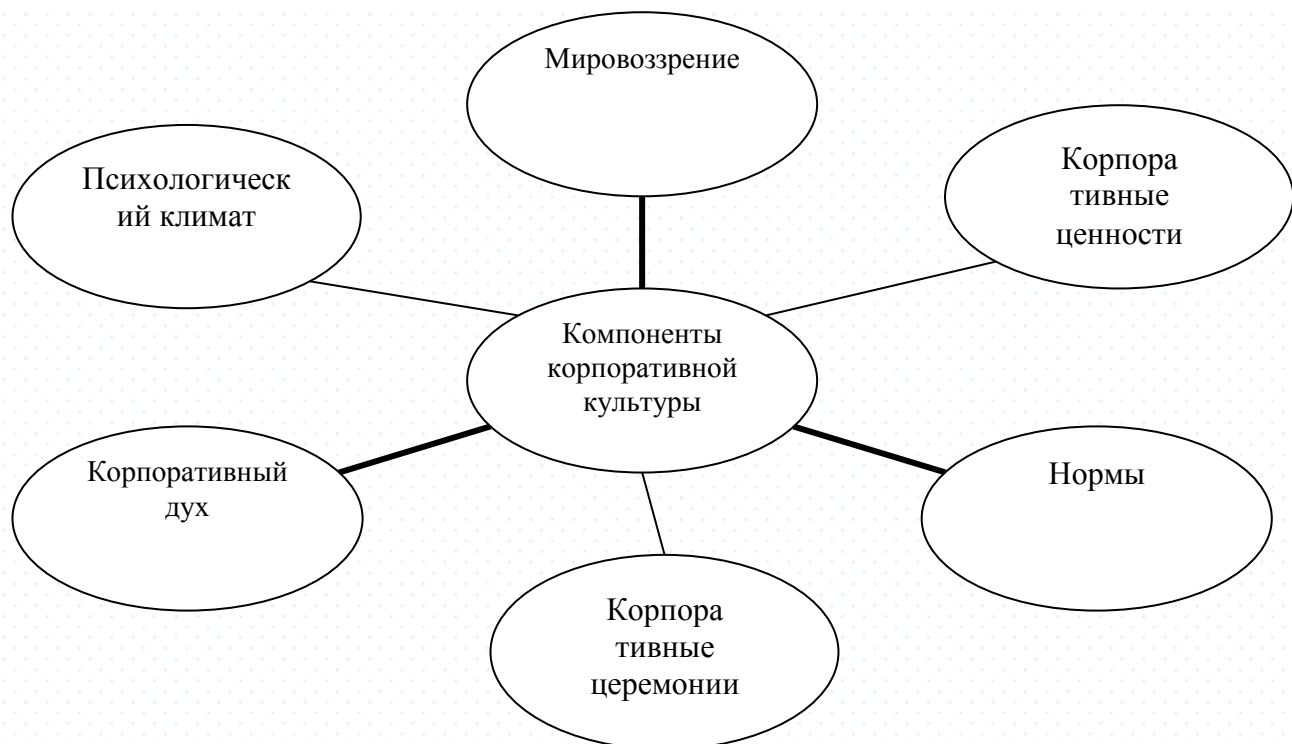 Мировоззрение
Психологическ
ий климат
Корпора
тивные
ценности
Компоненты
корпоративной
культуры
Корпоративный
дух
Нормы
Корпора
тивные
церемонии